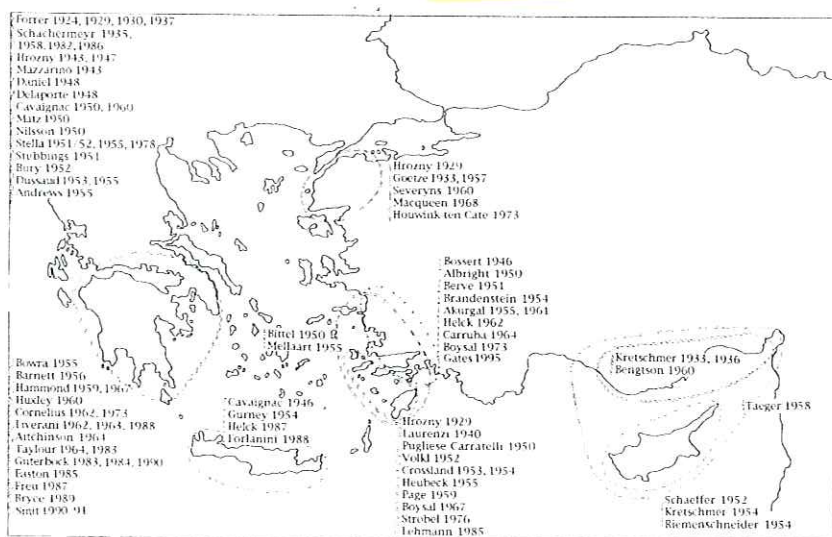 Forrer 1924, 1929, 1930, 1937
Schachermeyr 1935,
1958, 1982, 1986
Hrozny 1943, 1947
Mazzarino 1943
Daniel 1948
Delaporte 1948
Cavaignac 1950, 1960
Matz 1950
Nilsson 1950
Stella 1951/52, 1955, 1978
Stubbings 1951
Bury 1952
Dussaud 1953, 1955
Andrews 1955
Hrozny 1929
Goetze 1933, 1957
Severyns 1960
Macqueen 1968
Houwink ten Cate 1973
Bossert 1946
Albright 1950
Berve 1951
Brandenstein 1954
Akurgal 1955, 1961
Helck 1962
Carruba 1964
Boysal 1973
Gates 1995
Bittel 1950
Mellaart 1955
Bowra 1955
Barnett 1956
Hammond 1959, 1967
Huxley 1960
Cornelius 1962, 1973
Liverani 1962, 1963, 1988
Aitchinson 1964
Taylour 1964, 1983
Güterbock 1983, 1984, 1990
Easton 1985
Freu 1987
Bryce 1989
Smit 1990-91
Cavaignac 1946
Gurney 1954
Helck 1987
Forlanini 1988
Hrozny 1929
Laurenzi 1940
Pugliese Carratelli 1950
Völkl 1952
Crossland 1953, 1954
Heubeck 1955
Page 1959
Boysal 1967
Strobel 1976
Lehmann 1985
Kretschmer 1933, 1936
Bengtson 1960
Taeger 1958
Schaeffer 1952
Kretschmer 1954
Riemenschneider 1954